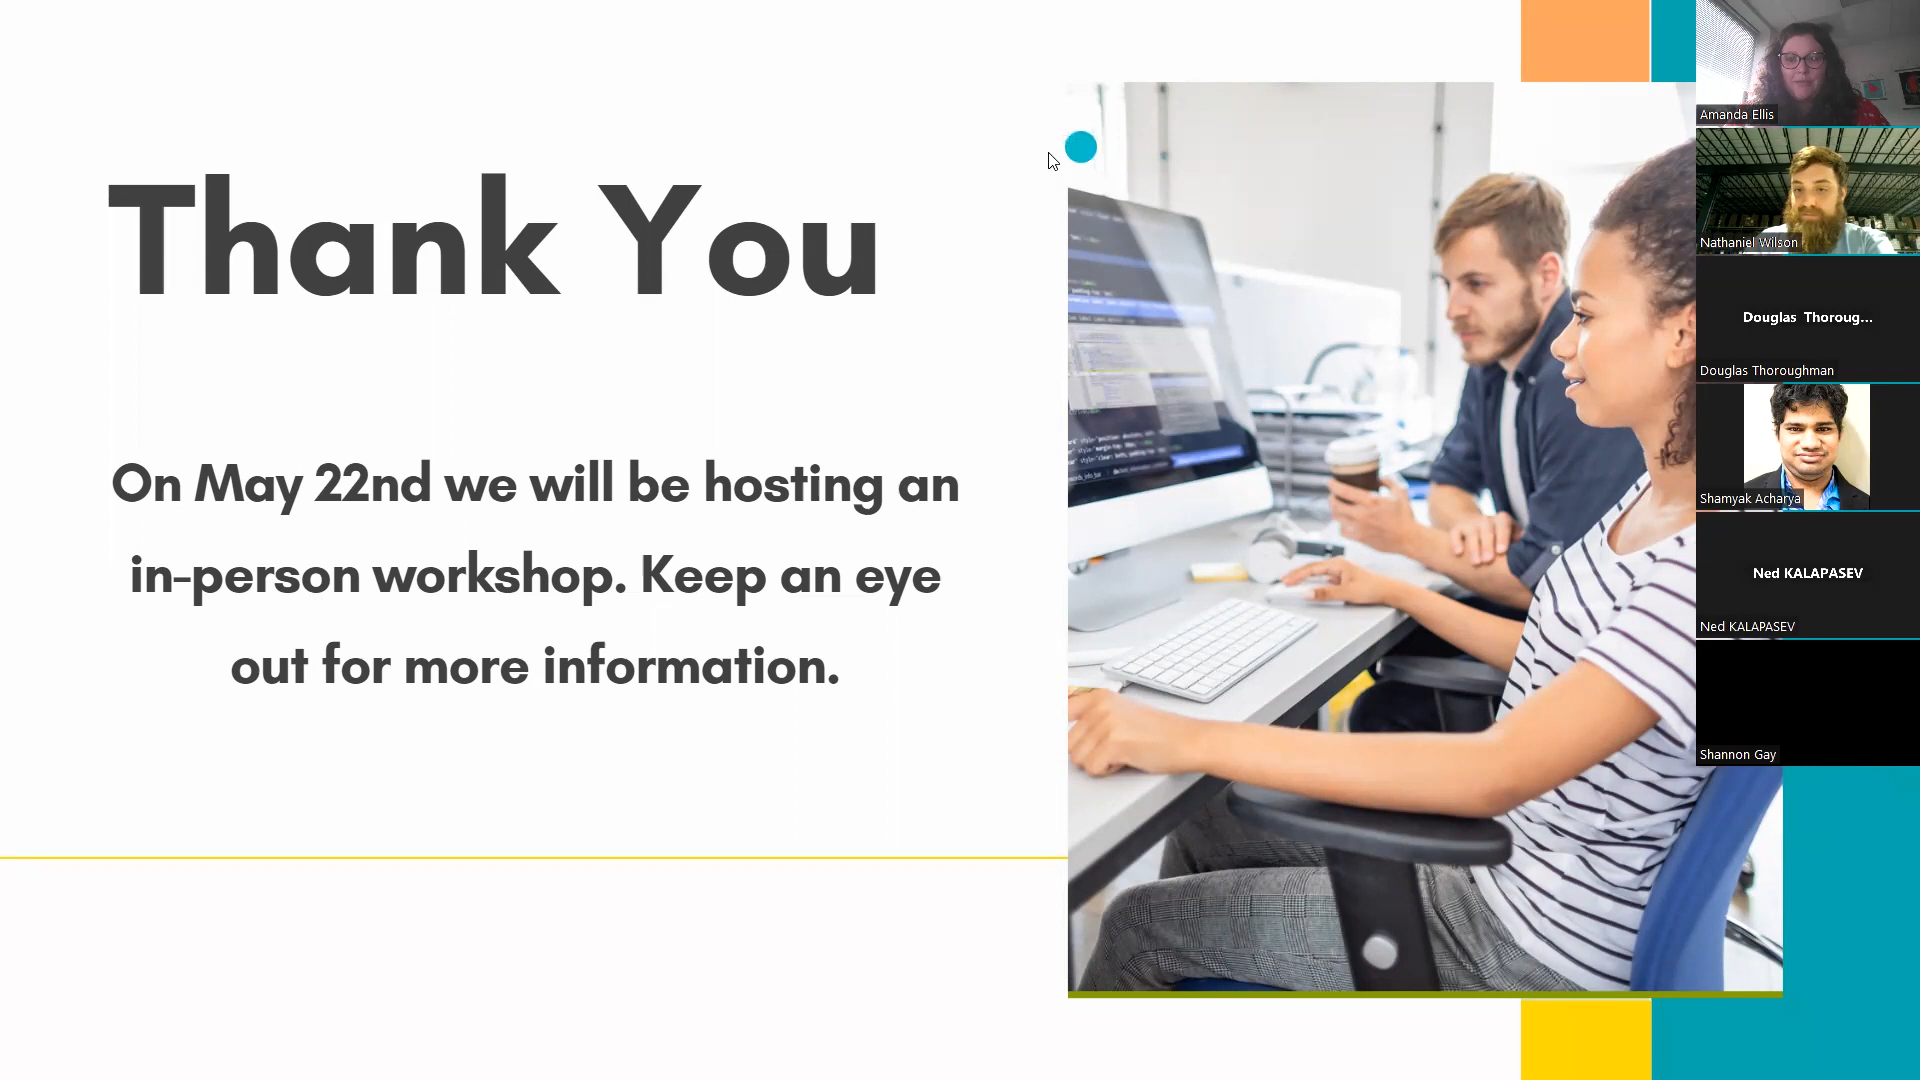 Thank You
On May 22nd we will be hosting an
in-person workshop. Keep an eye
out for more information.
Amanda Ellis
Nathaniel Wilson
Douglas Thoroug...
Douglas Thoroughman
Shamyak Acharya
Ned KALAPASEV
Ned KALAPASEV
Shannon Gay